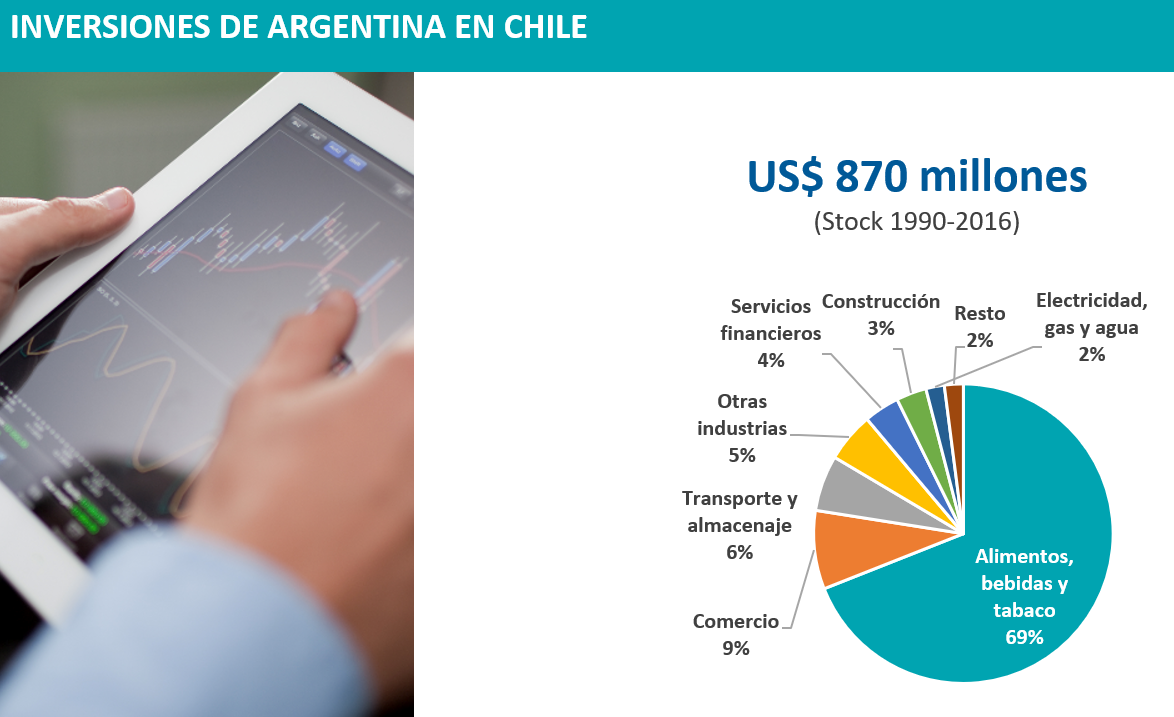 INVERSIONES DE ARGENTINA EN CHILE
US$ 870 millones
(Stock 1990-2016)
Servicios
financieros
4%
Construcción
3%
Resto
2%
Electricidad,
gas y agua
2%
Otras
industrias
5%
Transporte y
almacenaje
6%
Comercio
9%
Alimentos,
bebidas y
tabaco
69%